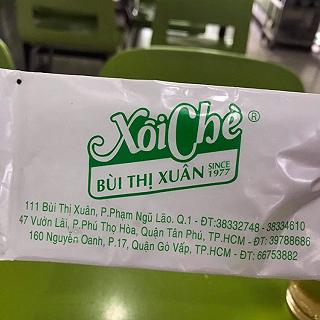 Xôi Chè ®
BÙI THỊ XUÂN SINCE 1977
111 Bùi Thị Xuân, P.Phạm Ngũ Lão. Q.1 - ĐT:38332748 - 38334610
47 Vườn Lài, P.Phú Thọ Hòa, Quận Tân Phú, TP.HCM - ĐT: 39788686
160 Nguyễn Oanh, P.17, Quận Gò Vấp, TP.HCM - ĐT: 66753882